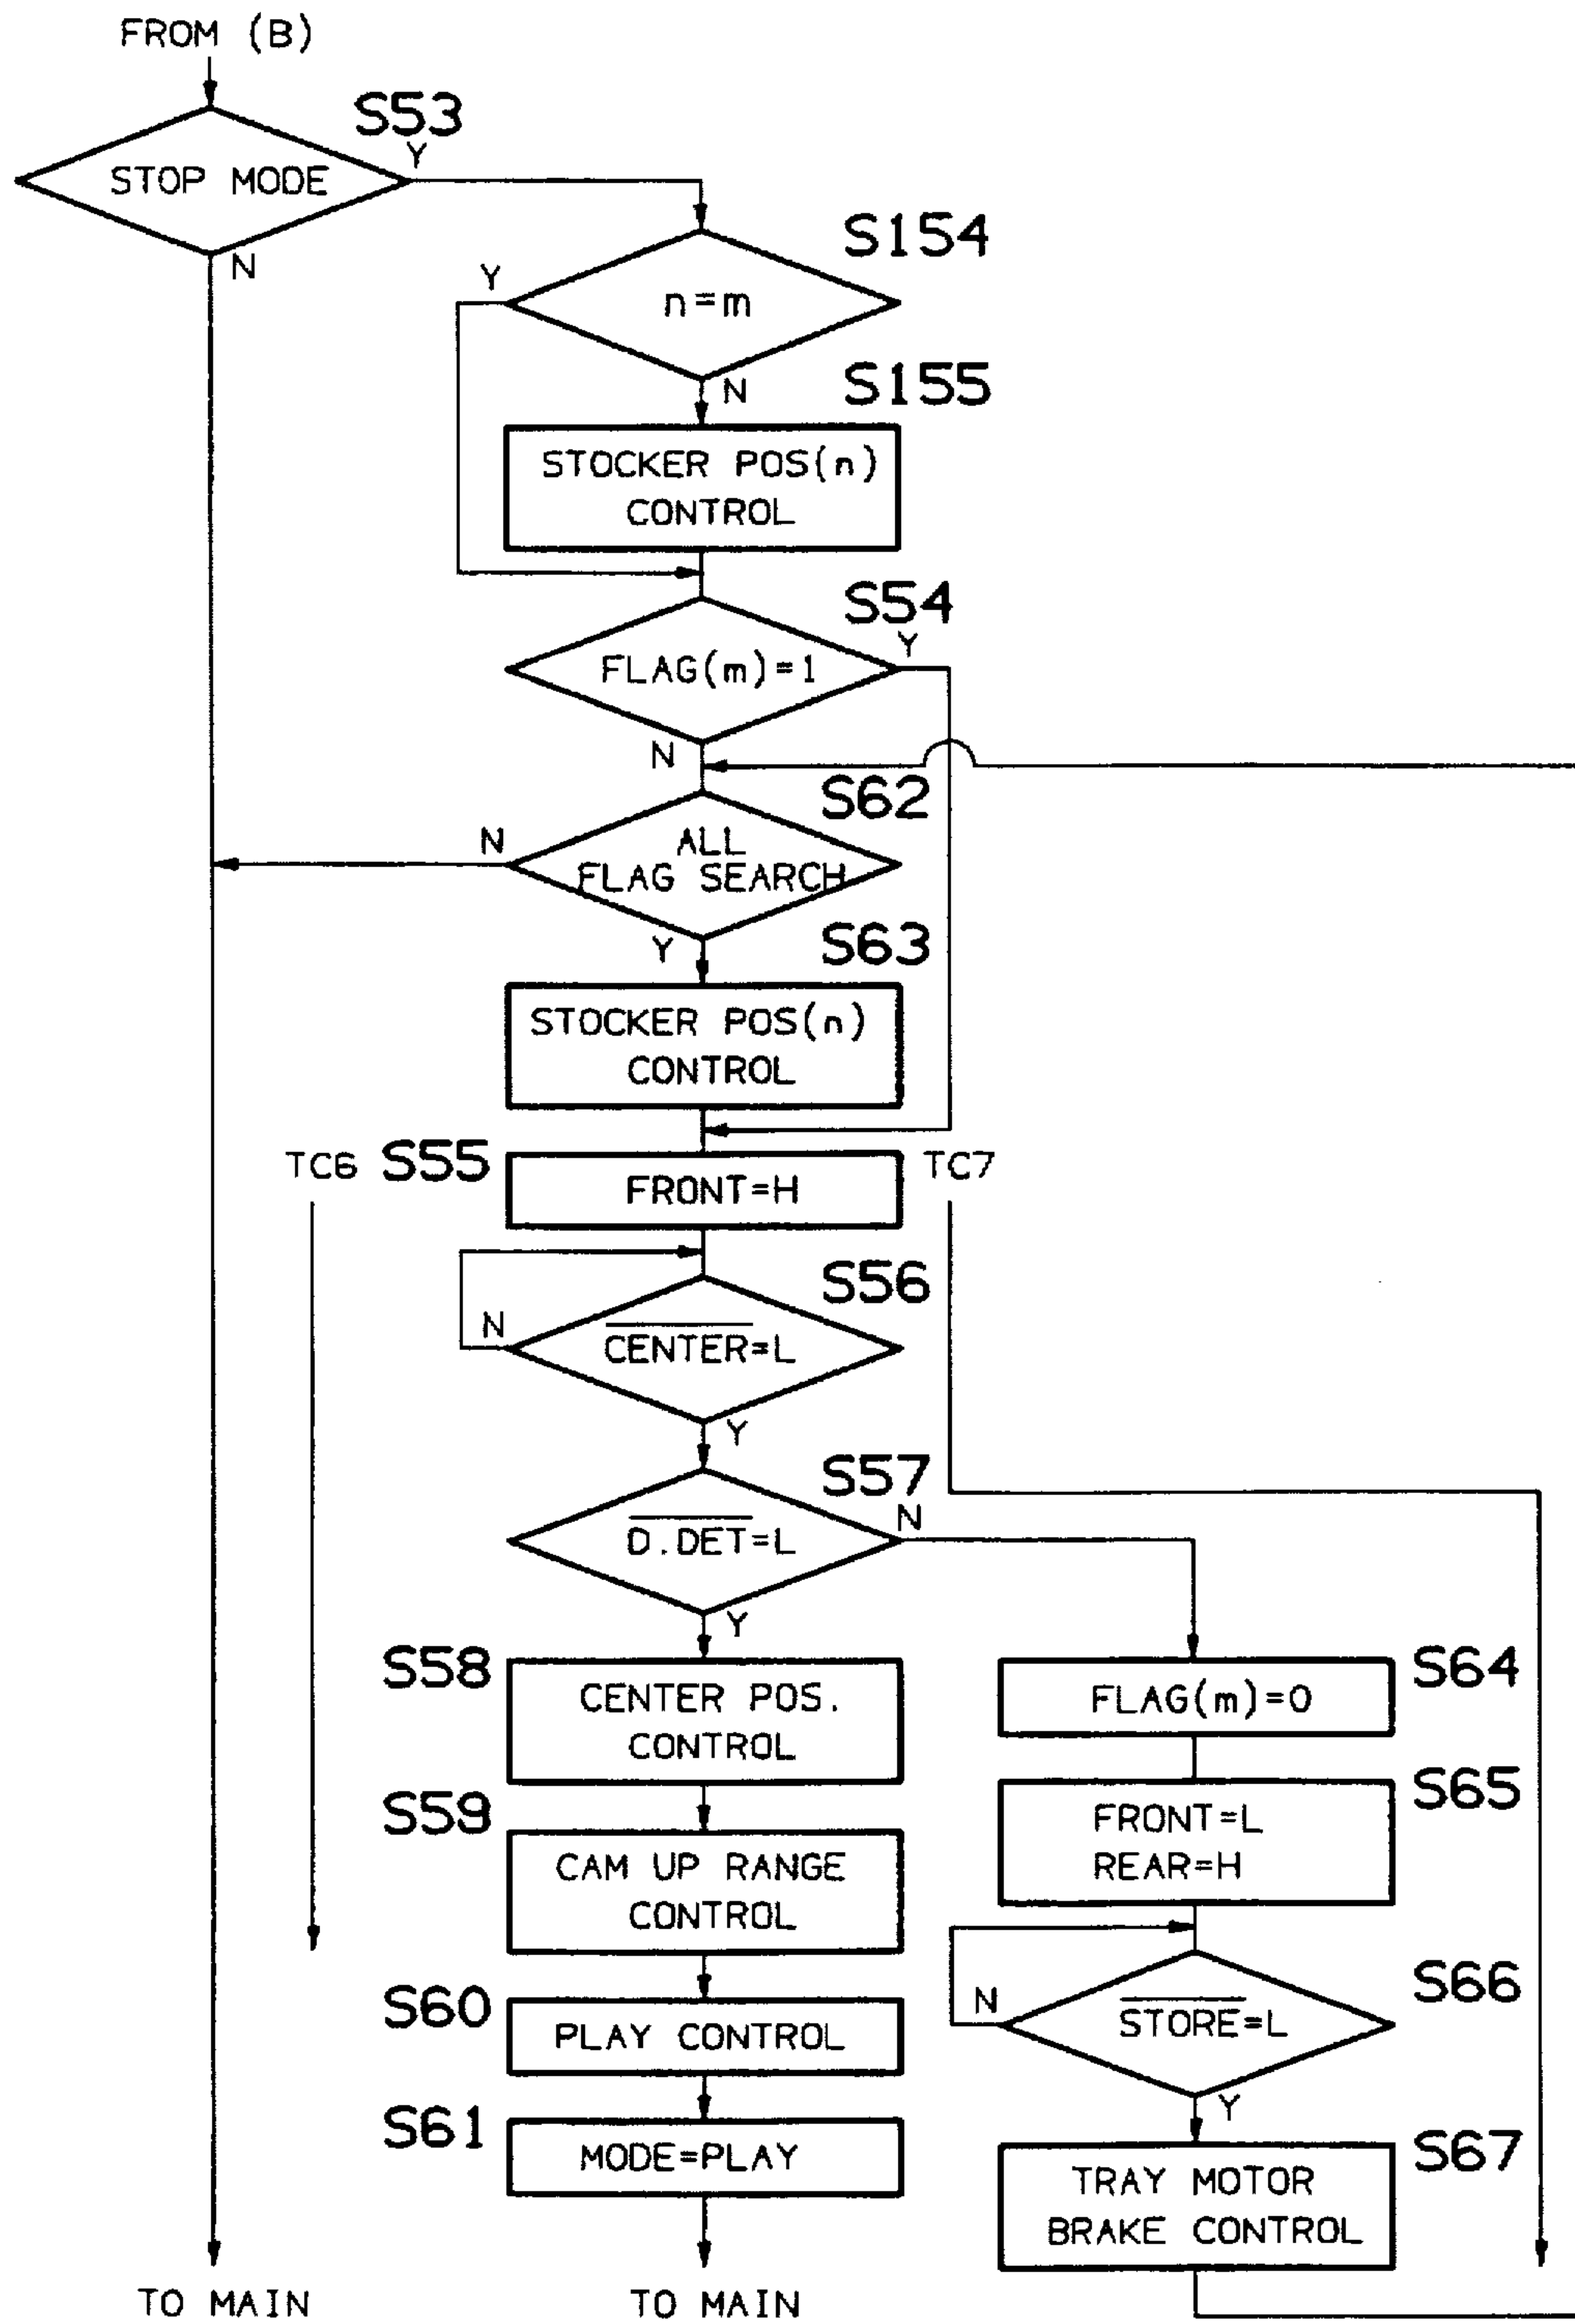 FROM (B)
S53
Y
STOP MODE
N
S154
Y
n=m
N
S155
STOCKER POS(n)
CONTROL
S54
Y
FLAG(m)=1
N
S62
N
ALL
FLAG SEARCH
Y
S63
STOCKER POS(n)
CONTROL
TC6
S55
FRONT=H
TC7
S56
N
CENTER=L
Y
S57
N
D.DET=L
Y
S58
CENTER POS.
CONTROL
S64
FLAG(m)=0
S59
CAM UP RANGE
CONTROL
S65
FRONT=L
REAR=H
S60
PLAY CONTROL
S66
N
STORE=L
Y
S61
MODE=PLAY
S67
TRAY MOTOR
BRAKE CONTROL
TO MAIN
TO MAIN